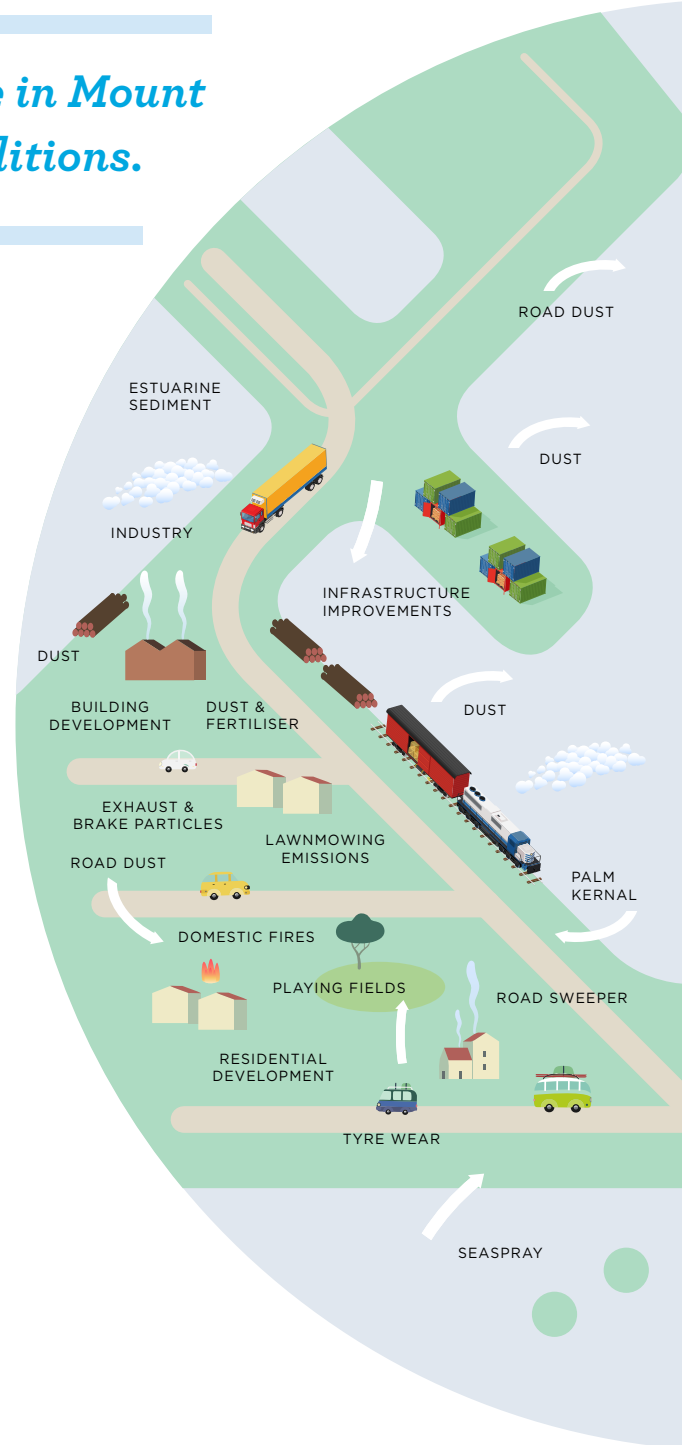 e in Mount
ditions.
ROAD DUST
ESTUARINE
SEDIMENT
DUST
INDUSTRY
INFRASTRUCTURE
IMPROVEMENTS
DUST
BUILDING
DEVELOPMENT
DUST &
FERTILISER
DUST
EXHAUST &
BRAKE PARTICLES
LAWNMOWING
EMISSIONS
ROAD DUST
PALM
KERNAL
DOMESTIC FIRES
PLAYING FIELDS
ROAD SWEEPER
RESIDENTIAL
DEVELOPMENT
TYRE WEAR
SEASPRAY